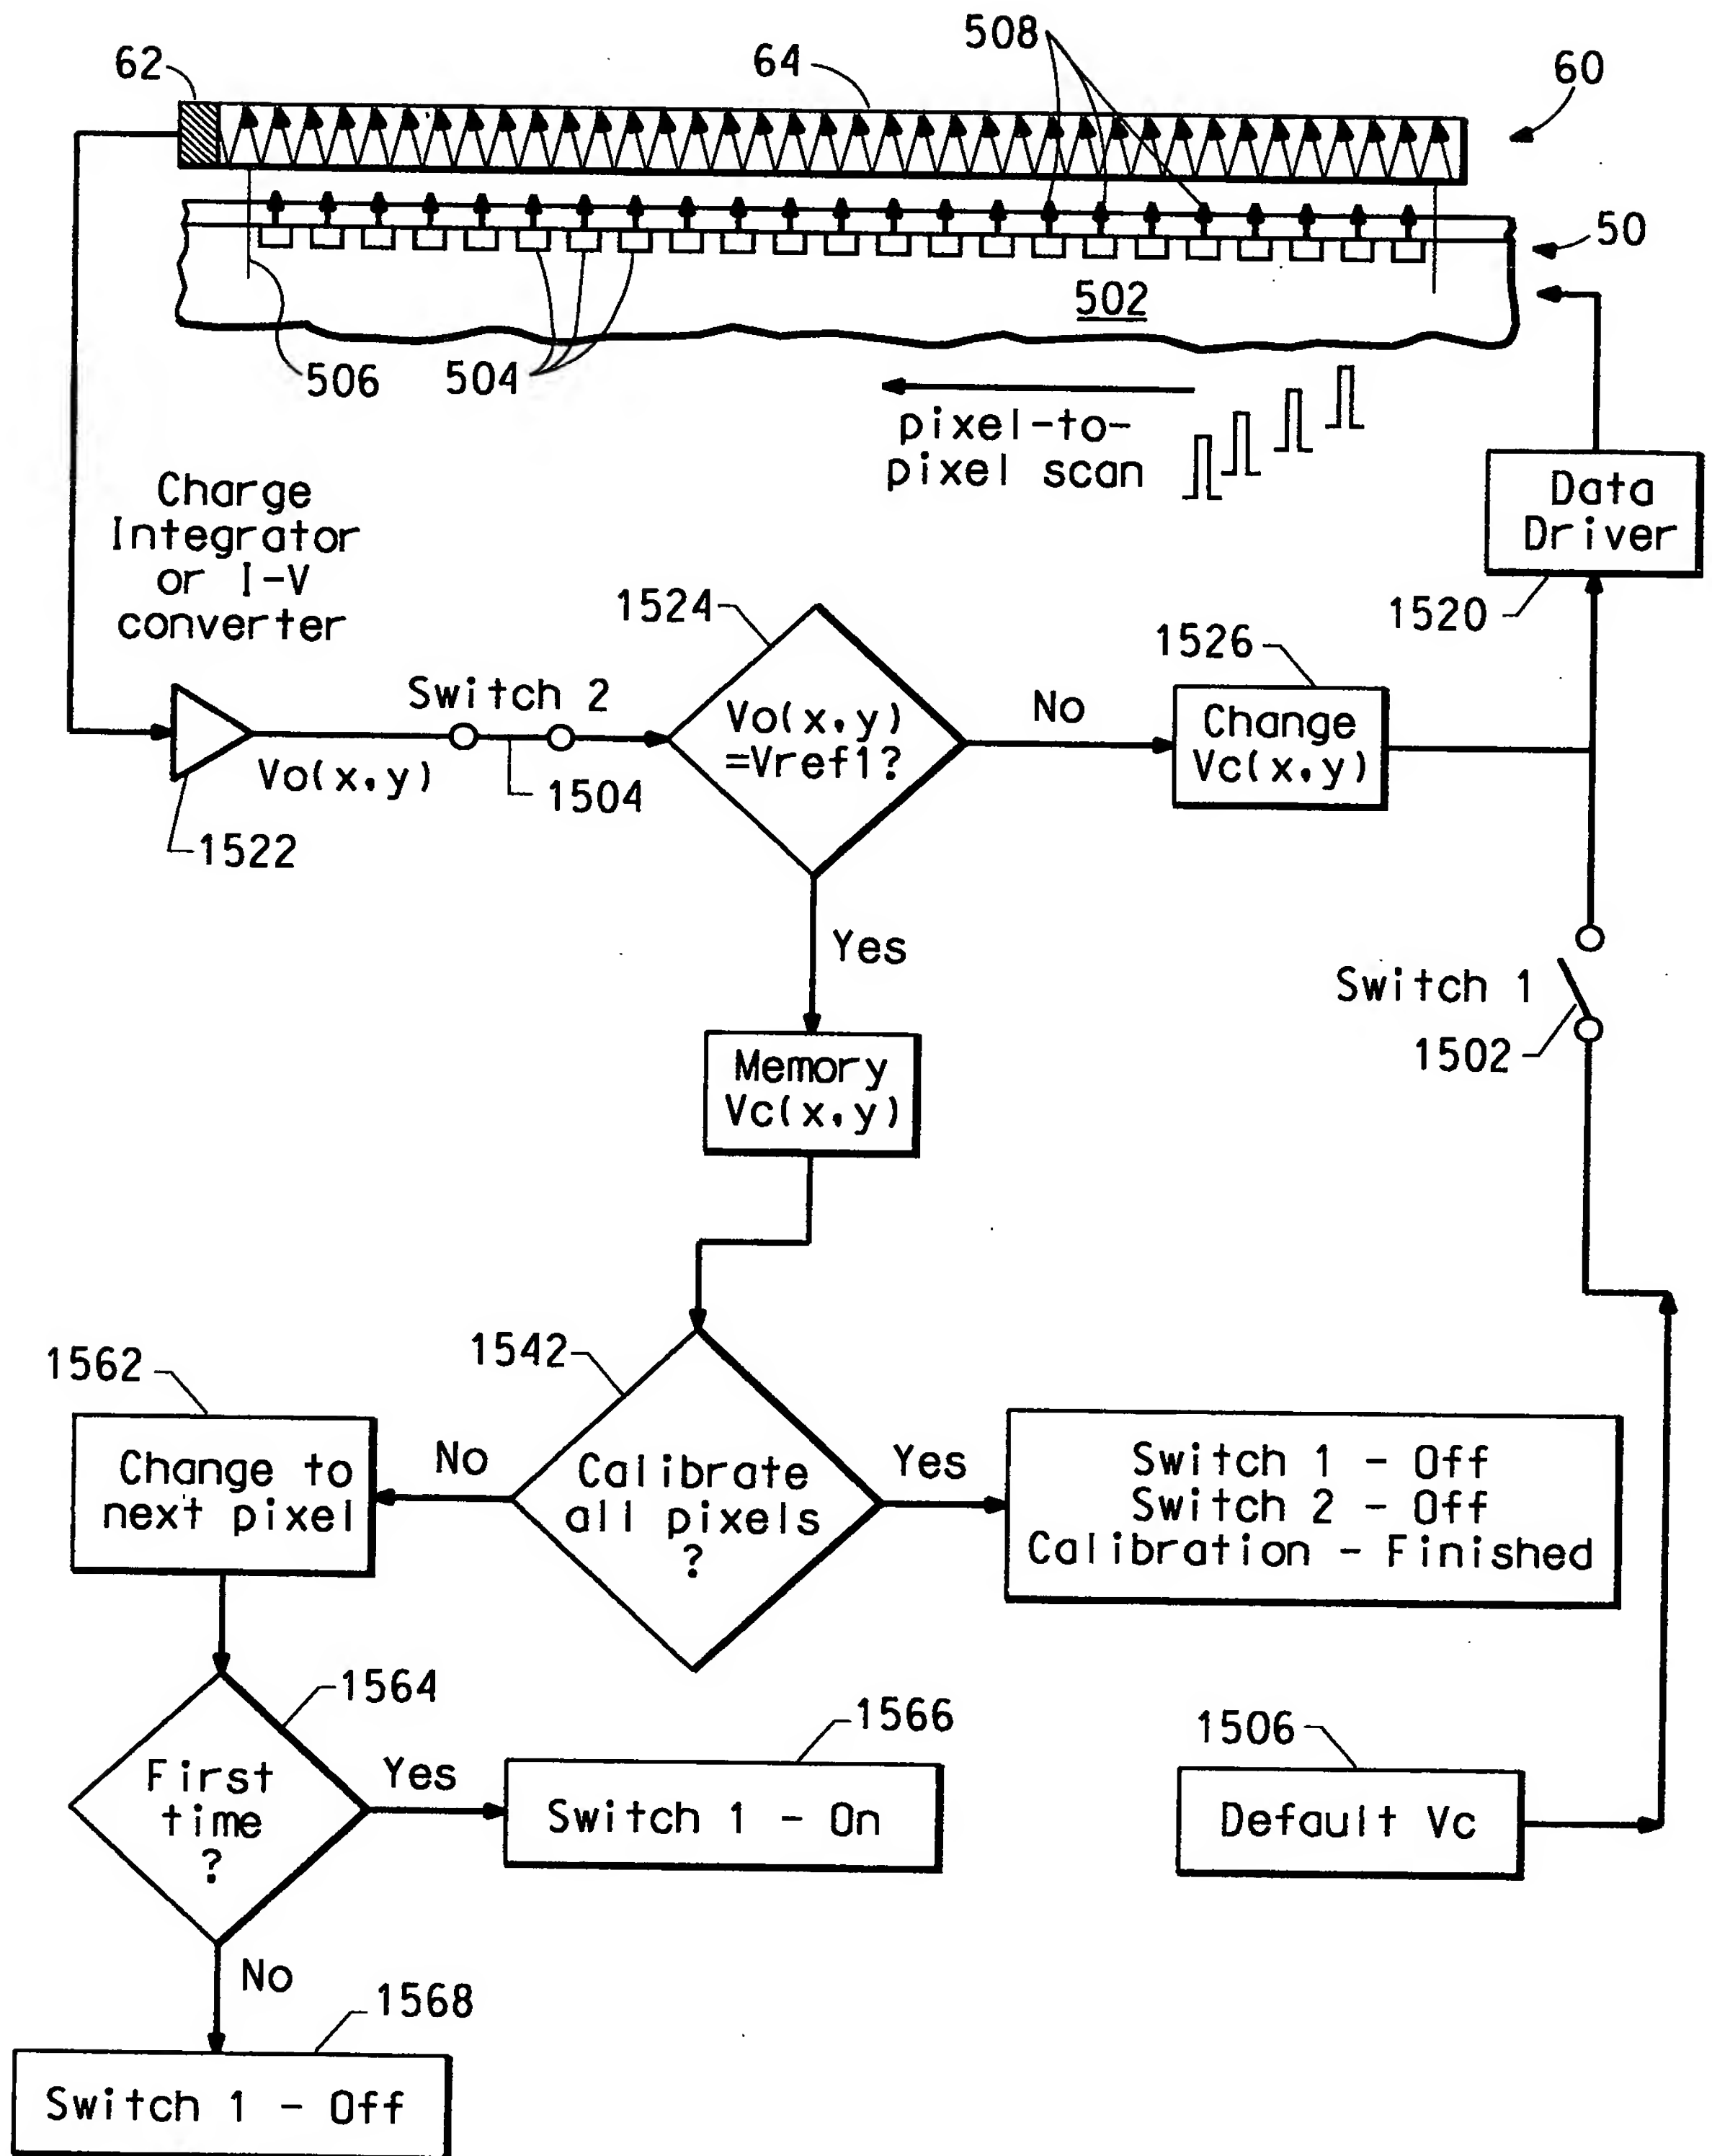 508
62
64
60
50
502
506
504
pixel-to-
pixel scan
Data
Driver
1520
Charge
Integrator
or I-V
converter
1524
1526
Switch 2
Vo(x,y)
=Vref1?
No
Change
Vc(x,y)
Vo(x,y)
1504
1522
Yes
Switch 1
1502
Memory
Vc(x,y)
1562
1542
Change to
next pixel
No
Calibrate
all pixels
?
Yes
Switch 1 - Off
Switch 2 - Off
Calibration - Finished
1564
1566
1506
First
time
?
Yes
Switch 1 - On
Default Vc
No
1568
Switch 1 - Off